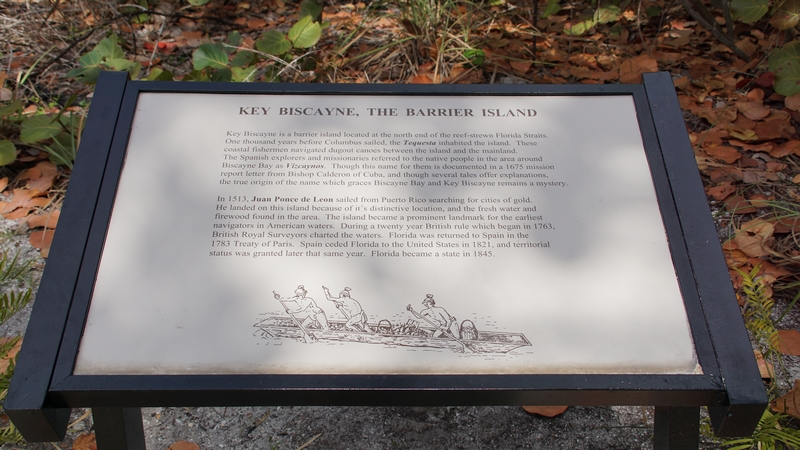 KEY BISCAYNE, THE BARRIER ISLAND
Key Biscayne is a barrier island located at the north end of the reef-strewn Florida Straits.
One thousand years before Columbus sailed, the Tequesta inhabited the island. These
coastal fishermen navigated dugout canoes between the island and the mainland.
The Spanish explorers and missionaries referred to the native people in the area around
Biscayne Bay as Vizcaynos. Though this name for them is documented in a 1675 mission
report letter from Bishop Calderon of Cuba, and though several tales offer explanations,
the true origin of the name which graces Biscayne Bay and Key Biscayne remains a mystery.
In 1513, Juan Ponce de Leon sailed from Puerto Rico searching for cities of gold.
He landed on this island because of it's distinctive location, and the fresh water and
firewood found in the area. The island became a prominent landmark for the earliest
navigators in American waters. During a twenty year British rule which began in 1763,
British Royal Surveyors charted the waters. Florida was returned to Spain in the
1783 Treaty of Paris. Spain ceded Florida to the United States in 1821, and territorial
status was granted later that same year. Florida became a state in 1845.